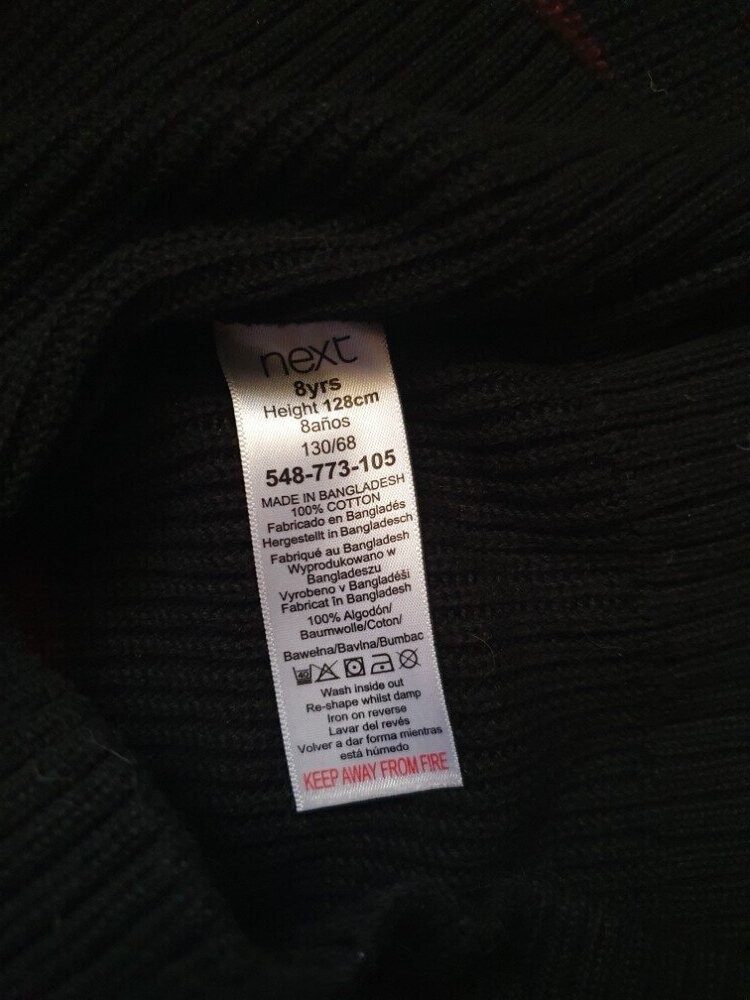 next
8yrs
Height 128cm
8años
130/68
548-773-105
MADE IN BANGLADESH
100% COTTON
Fabricado en Bangladés
Hergestellt in Bangladesch
Fabriqué au Bangladesh
Wyprodukowano w
Bangladeszu
Vyrobeno v Bangladéši
Fabricat în Bangladesh
100% Algodón/
Baumwolle/Coton/
Bawełna/Bavlna/Bumbac
40
Wash inside out
Re-shape whilst damp
Iron on reverse
Lavar del revés
Volver a dar forma mientras
está húmedo
KEEP AWAY FROM FIRE